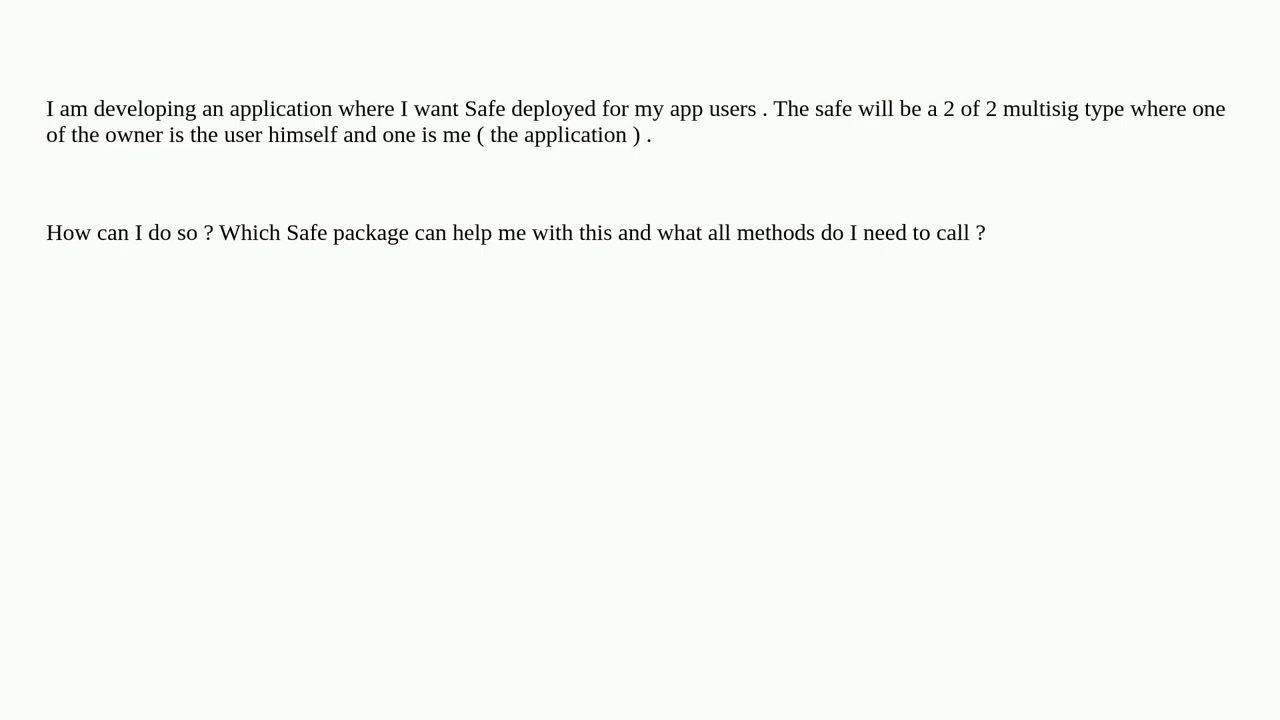 I am developing an application where I want Safe deployed for my app users . The safe will be a 2 of 2 multisig type where one
of the owner is the user himself and one is me ( the application ) .
How can I do so ? Which Safe package can help me with this and what all methods do I need to call ?